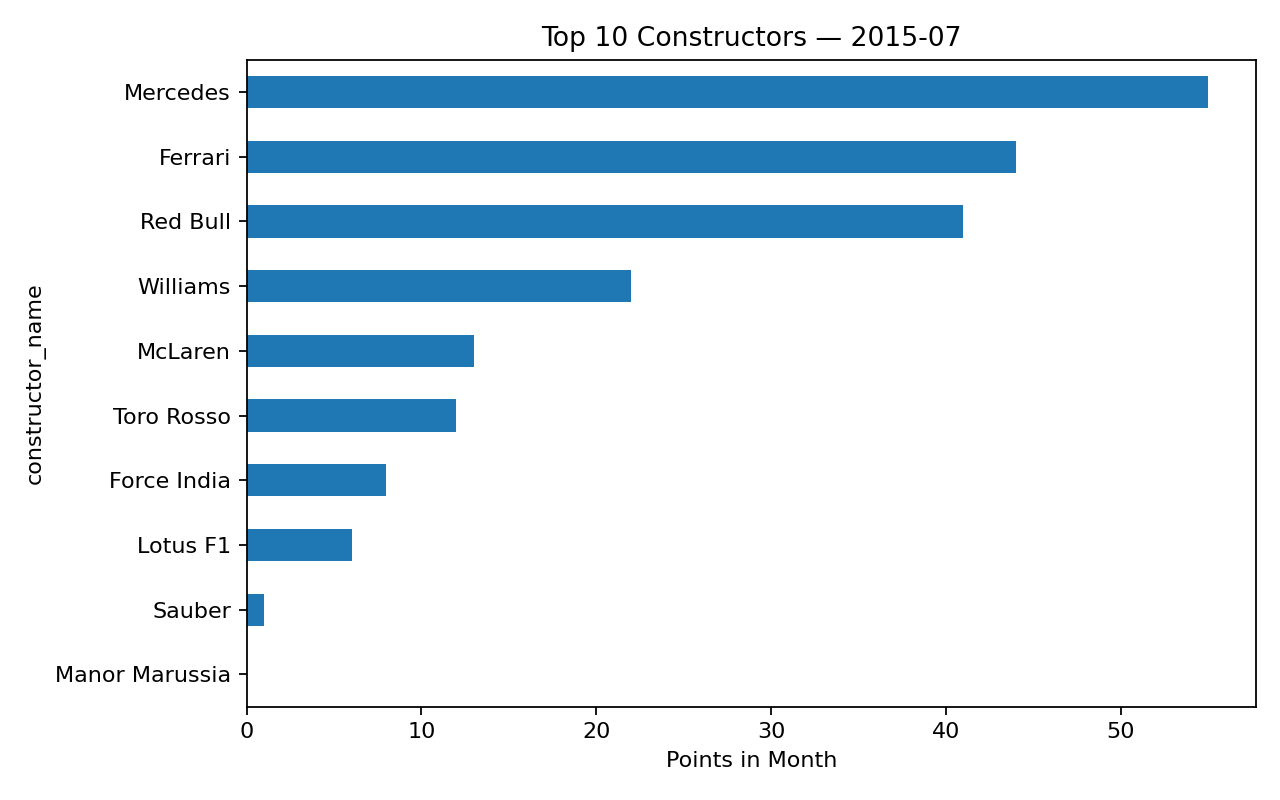 Top 10 Constructors — 2015-07
constructor_name
Mercedes
Ferrari
Red Bull
Williams
McLaren
Toro Rosso
Force India
Lotus F1
Sauber
Manor Marussia
0 10 20 30 40 50
Points in Month